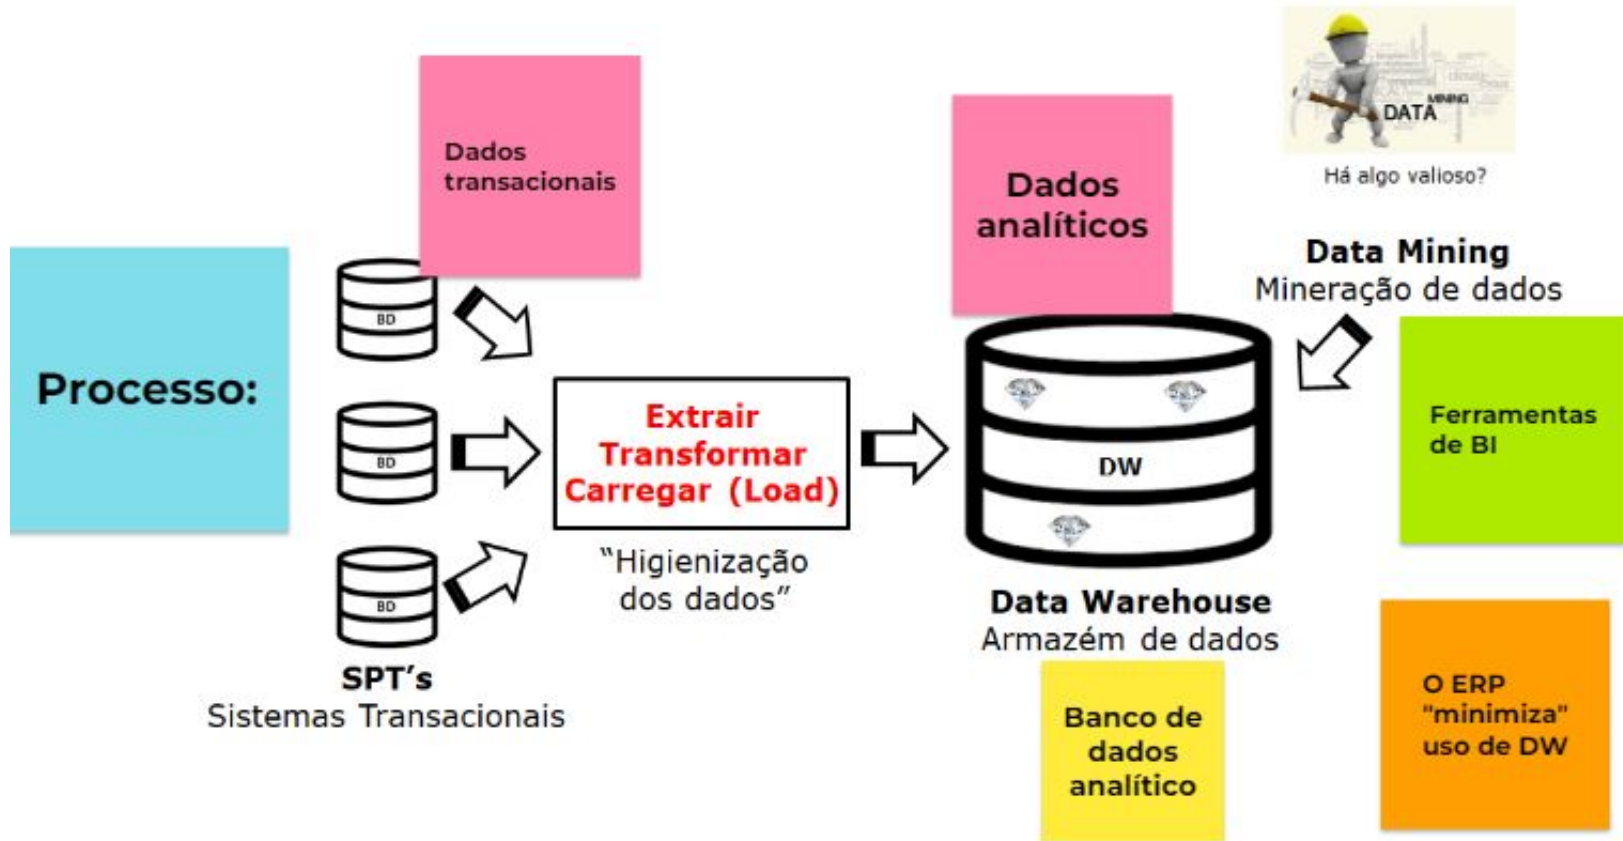 Processo:
Dados
transacionais
BD
BD
BD
SPT's
Sistemas Transacionais
Extrair
Transformar
Carregar (Load)
“Higienização
dos dados”
Dados
analíticos
DW
Data Warehouse
Armazém de dados
Banco de
dados
analítico
DATA
MINING
Há algo valioso?
Data Mining
Mineração de dados
Ferramentas
de BI
O ERP
"minimiza"
uso de DW